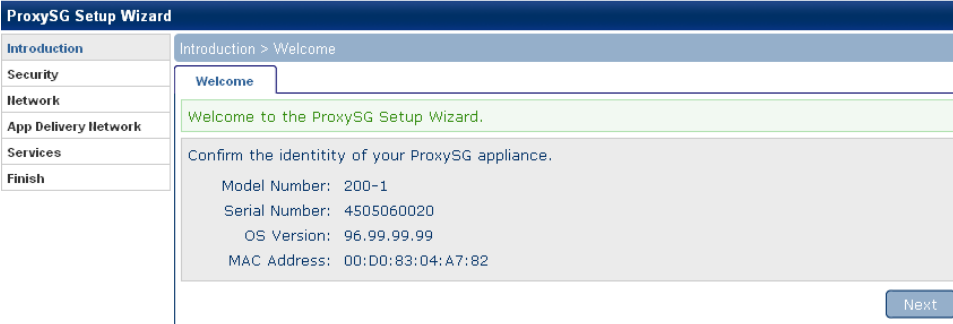 ProxySG Setup Wizard
Introduction
Security
Network
App Delivery Network
Services
Finish
Introduction > Welcome
Welcome
Welcome to the ProxySG Setup Wizard.
Confirm the identitity of your ProxySG appliance.
Model Number: 200-1
Serial Number: 4505060020
OS Version: 96.99.99.99
MAC Address: 00:D0:83:04:A7:82
Next